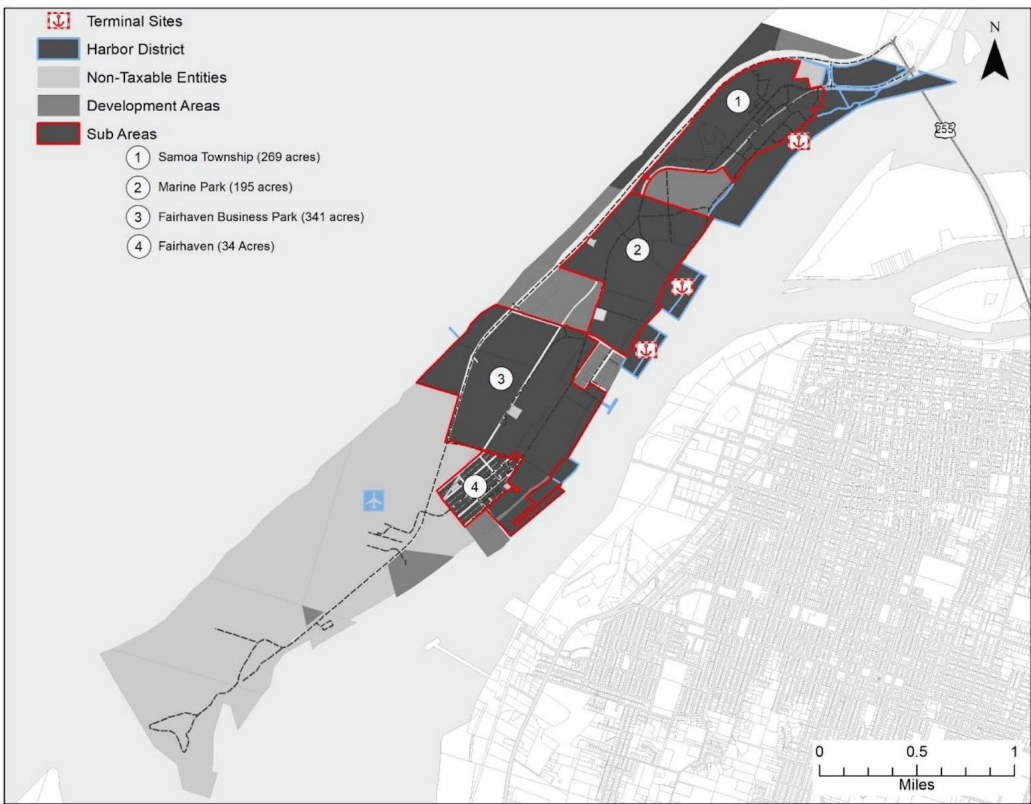 Terminal Sites
Harbor District
Non-Taxable Entities
Development Areas
Sub Areas
1 Samoa Township (269 acres)
2 Marine Park (195 acres)
3 Fairhaven Business Park (341 acres)
4 Fairhaven (34 Acres)
N
255
1
2
3
4
0 0.5 1
Miles